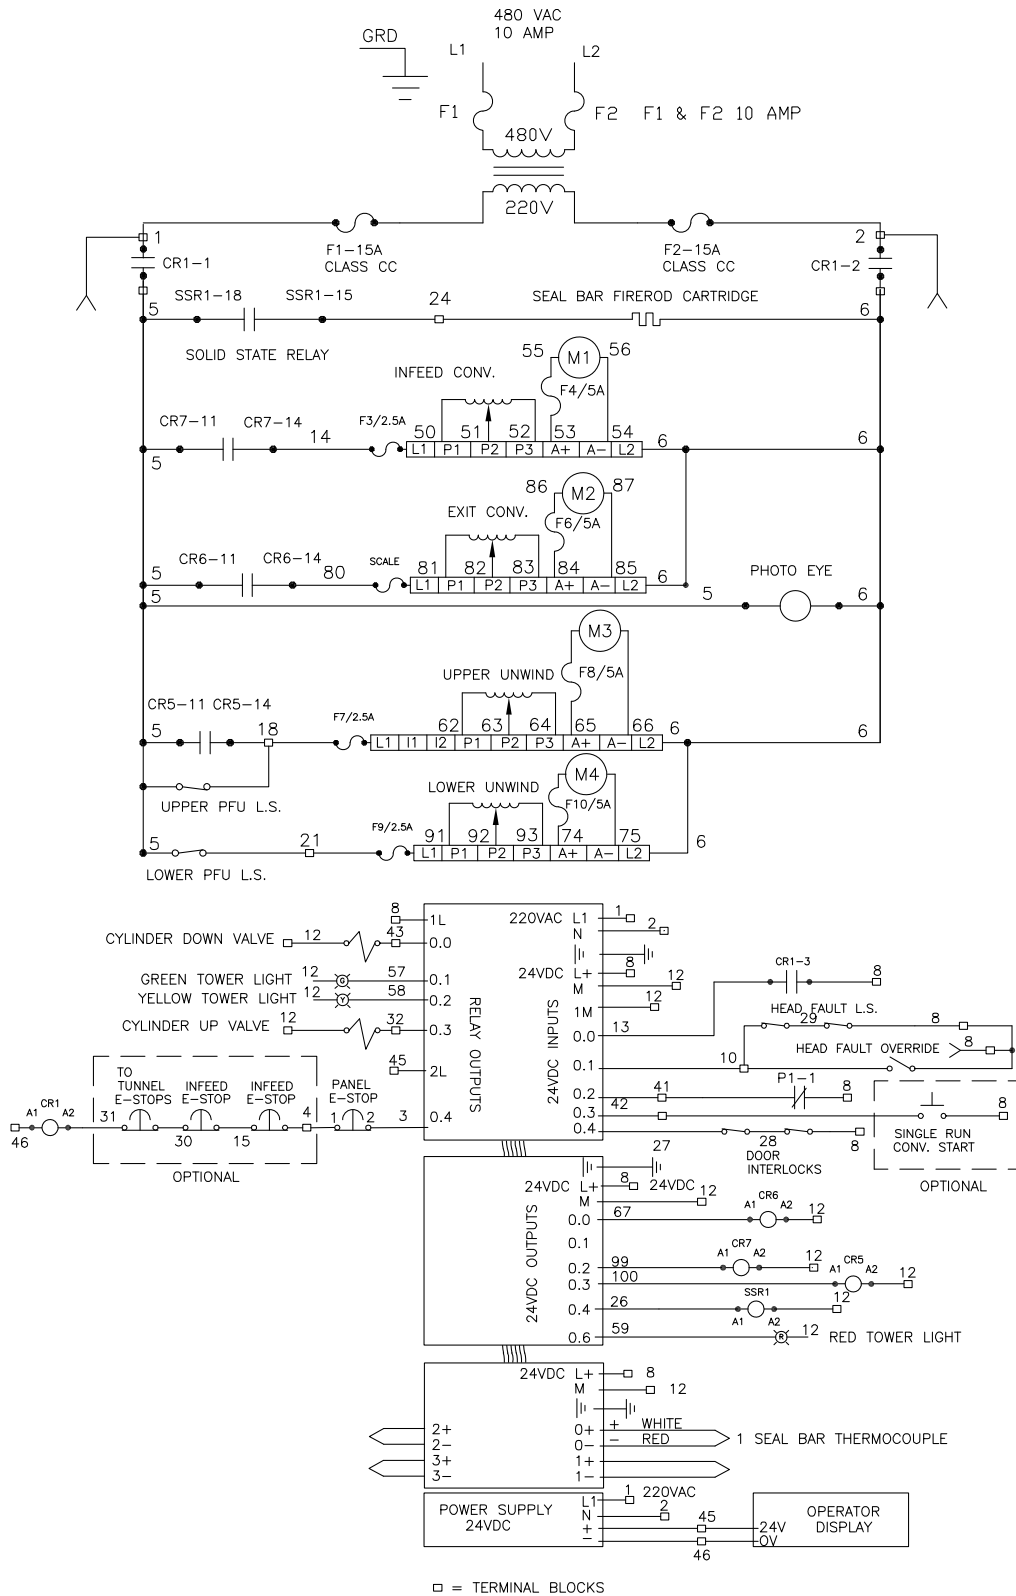 480 VAC
10 AMP
GRD
L1
L2
F1
F2
F1 & F2 10 AMP
480V
220V
1
F1-15A
CLASS CC
F2-15A
CLASS CC
2
CR1-1
CR1-2
5
SSR1-18
SSR1-15
24
SEAL BAR FIREROD CARTRIDGE
6
SOLID STATE RELAY
55
M1
56
INFEED CONV.
F4/5A
CR7-11
CR7-14
14
F3/2.5A
50
51
52
53
54
6
6
5
L1 P1 P2 P3 A+ A- L2
86
M2
87
EXIT CONV.
F6/5A
CR6-11
CR6-14
80
SCALE
81
82
83
84
85
5
L1 P1 P2 P3 A+ A- L2
6
PHOTO EYE
5
5
6
M3
UPPER UNWIND
F8/5A
CR5-11 CR5-14
5
18
F7/2.5A
62
63
64
65
66
6
6
L1 I1 I2 P1 P2 P3 A+ A- L2
M4
LOWER UNWIND
F10/5A
UPPER PFU L.S.
5
21
F9/2.5A
91
92
93
74
75
6
L1 P1 P2 P3 A+ A- L2
LOWER PFU L.S.
8
1L
220VAC L1
1
N
2
CYLINDER DOWN VALVE
12
43
0.0
24VDC L+
8
M
12
GREEN TOWER LIGHT
12
G
57
0.1
YELLOW TOWER LIGHT
12
Y
58
0.2
1M
12
CYLINDER UP VALVE
12
32
0.3
RELAY OUTPUTS
24VDC INPUTS
0.0
13
CR1-3
8
HEAD FAULT L.S.
29
8
45
2L
0.1
10
HEAD FAULT OVERRIDE
8
0.2
41
P1-1
8
0.3
42
8
SINGLE RUN
CONV. START
OPTIONAL
0.4
27
28
8
DOOR
INTERLOCKS
TO
TUNNEL
E-STOPS
INFEED
E-STOP
INFEED
E-STOP
PANEL
E-STOP
CR1
A1
A2
46
31
30
15
4
1
2
3
0.4
OPTIONAL
24VDC L+
8
24VDC
M
12
24VDC OUTPUTS
0.0
67
A1
CR6
A2
12
0.1
0.2
99
A1
CR7
A2
12
0.3
100
A1
CR5
A2
12
0.4
26
SSR1
A1
A2
12
0.6
59
R
12
RED TOWER LIGHT
24VDC L+
8
M
12
2+
2-
3+
3-
0+
+
WHITE
0-
-
RED
1 SEAL BAR THERMOCOUPLE
1+
1-
POWER SUPPLY
24VDC
L1
1
220VAC
N
2
+
45
24V
-
46
0V
OPERATOR
DISPLAY
= TERMINAL BLOCKS